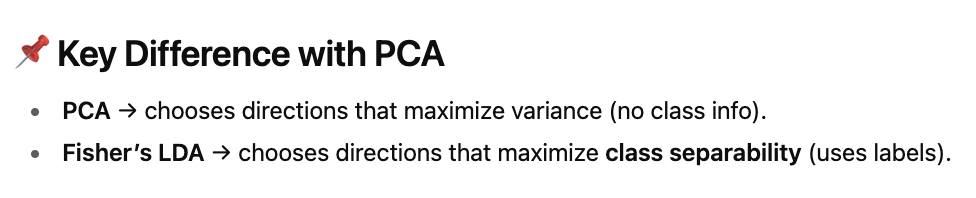 📌 Key Difference with PCA
• PCA → chooses directions that maximize variance (no class info).
• Fisher’s LDA → chooses directions that maximize class separability (uses labels).